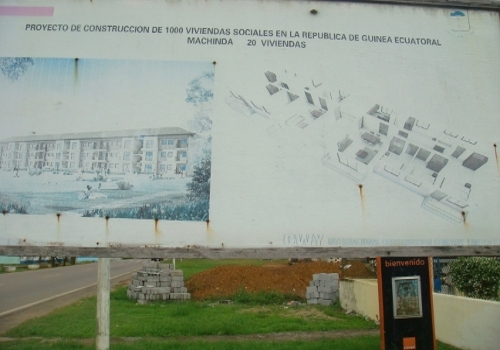 PROYECTO DE CONSTRUCCION DE 1000 VIVIENDAS SOCIALES EN LA REPUBLICA DE GUINEA ECUATORIAL
MACHINDA 20 VIVIENDAS
bienvenido